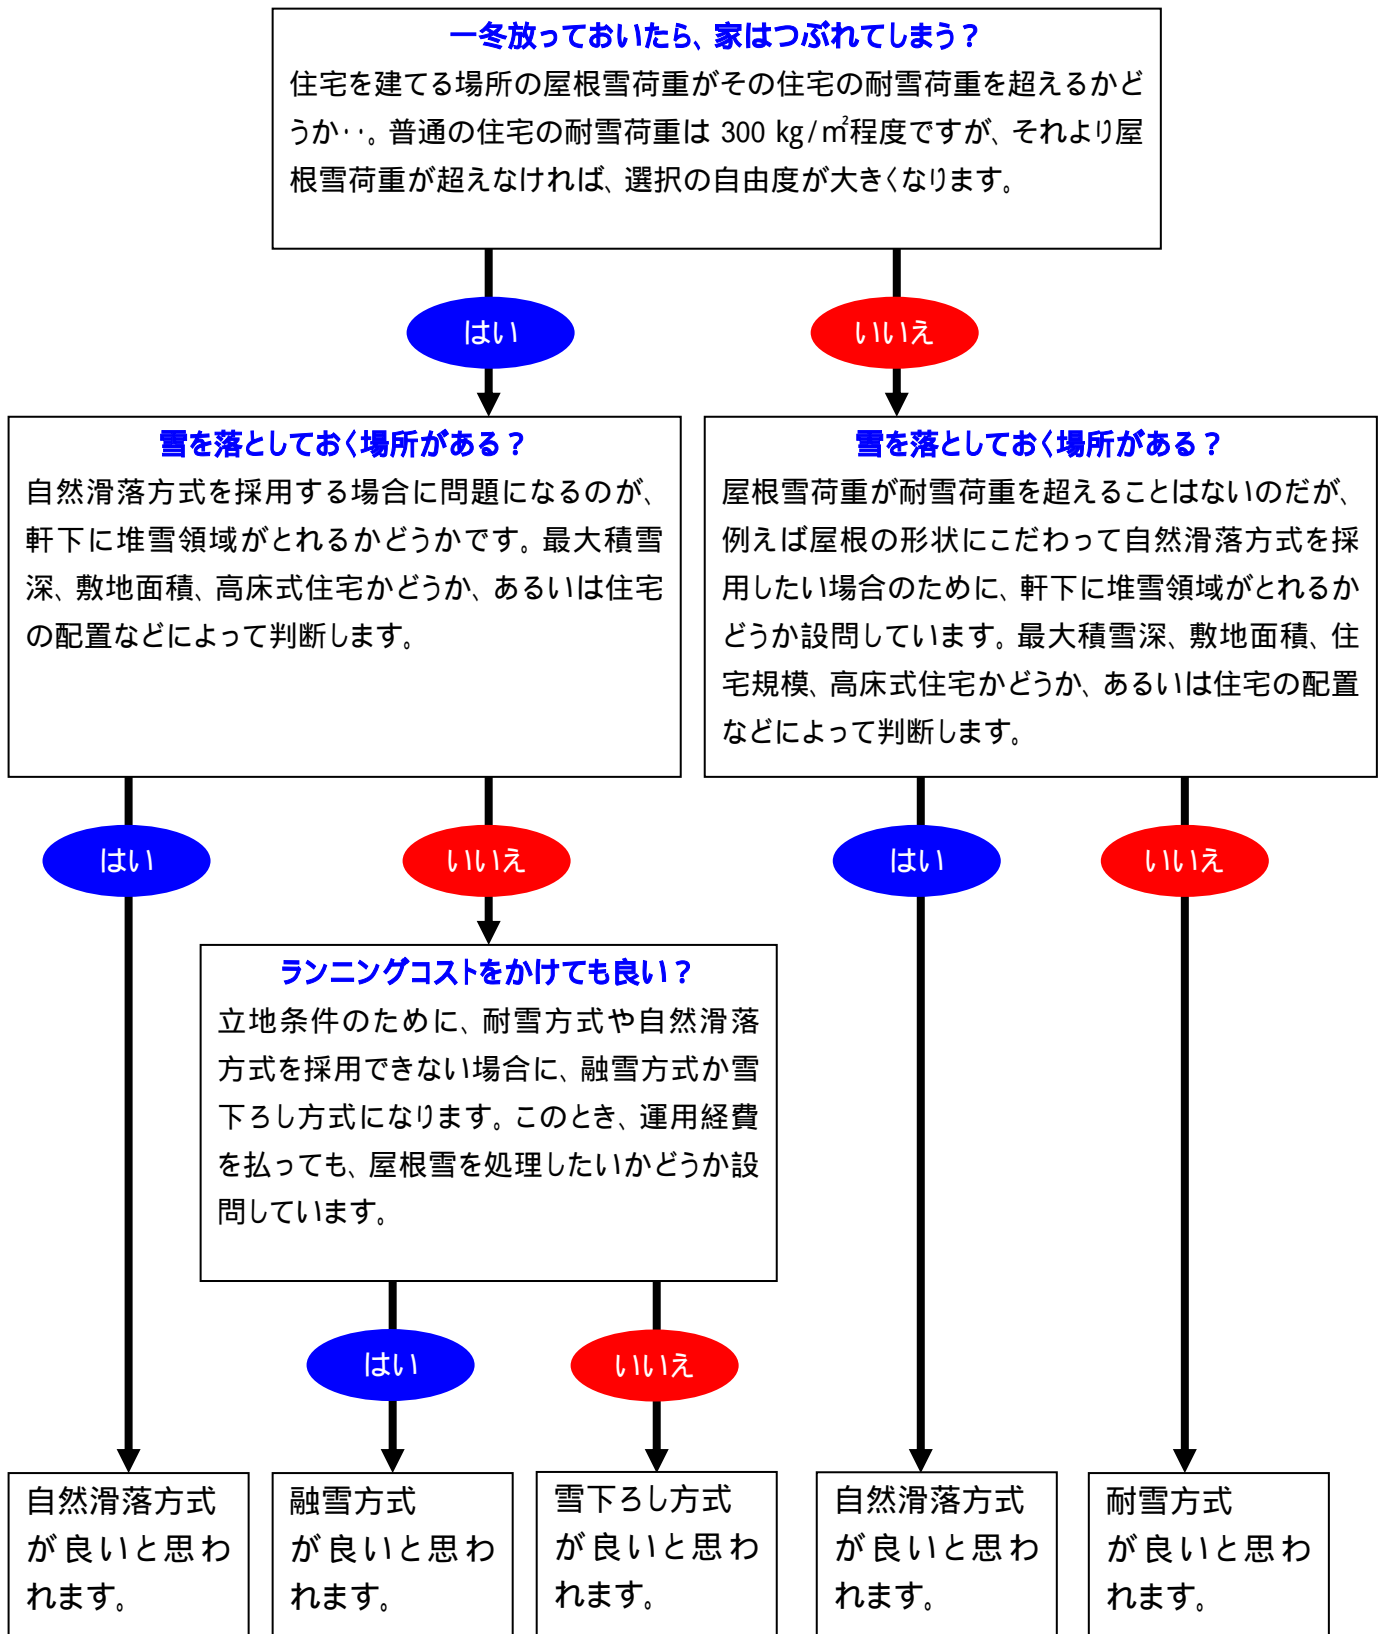 一冬放っておいたら、家はつぶれてしまう？
住宅を建てる場所の屋根雪荷重がその住宅の耐雪荷重を超えるかど
うか‥。普通の住宅の耐雪荷重は 300 kg/㎡程度ですが、それより屋
根雪荷重が超えなければ、選択の自由度が大きくなります。
はい
いいえ
雪を落としておく場所がある？
自然滑落方式を採用する場合に問題になるのが、
軒下に堆雪領域がとれるかどうかです。最大積雪
深、敷地面積、高床式住宅かどうか、あるいは住宅
の配置などによって判断します。
雪を落としておく場所がある？
屋根雪荷重が耐雪荷重を超えることはないのだが、
例えば屋根の形状にこだわって自然滑落方式を採
用したい場合のために、軒下に堆雪領域がとれるか
どうか設問しています。最大積雪深、敷地面積、住
宅規模、高床式住宅かどうか、あるいは住宅の配置
などによって判断します。
はい
いいえ
はい
いいえ
ランニングコストをかけても良い？
立地条件のために、耐雪方式や自然滑落
方式を採用できない場合に、融雪方式か雪
下ろし方式になります。このとき、運用経費
を払っても、屋根雪を処理したいかどうか設
問しています。
はい
いいえ
自然滑落方式
が良いと思わ
れます。
融雪方式
が良いと思わ
れます。
雪下ろし方式
が良いと思わ
れます。
自然滑落方式
が良いと思わ
れます。
耐雪方式
が良いと思わ
れます。